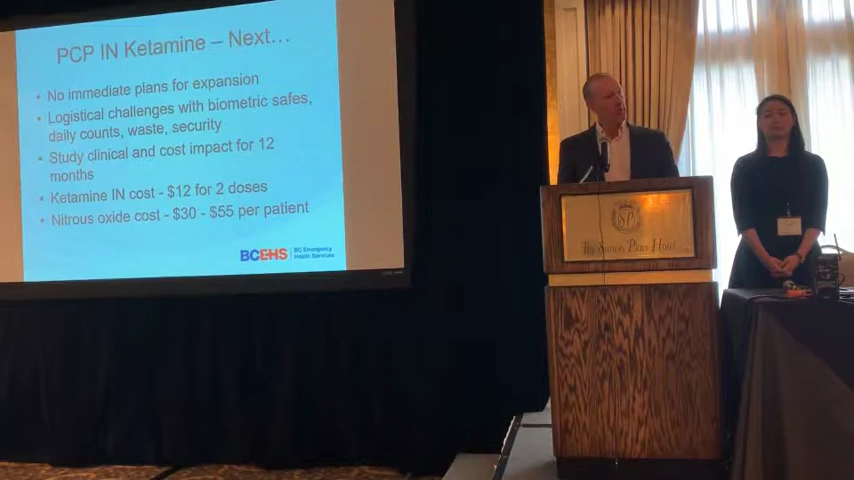 PCP IN Ketamine – Next…
• No immediate plans for expansion
• Logistical challenges with biometric safes,
daily counts, waste, security
• Study clinical and cost impact for 12
months
• Ketamine IN cost - $12 for 2 doses
• Nitrous oxide cost - $30 - $55 per patient
BCEHS BC Emergency
Health Services
SP
The Sutton Place Hotel